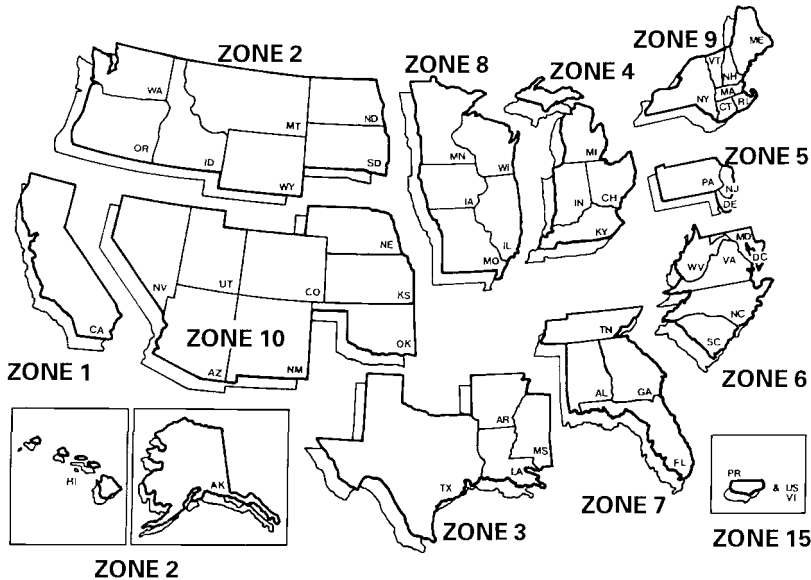 ZONE 2
WA
MT
ND
OR
ID
WY
SD
ZONE 8
MN
WI
IA
IL
MO
ZONE 4
MI
IN
CH
KY
ZONE 9
ME
VT
NH
NY
MA
CT
RI
ZONE 5
PA
NJ
DE
CA
ZONE 1
NV
UT
CO
NE
KS
OK
ZONE 10
AZ
NM
MD
DC
WV
VA
NC
SC
ZONE 6
TN
AL
GA
FL
ZONE 7
AR
MS
LA
TX
ZONE 3
HI
AK
ZONE 2
PR
& US
VI
ZONE 15